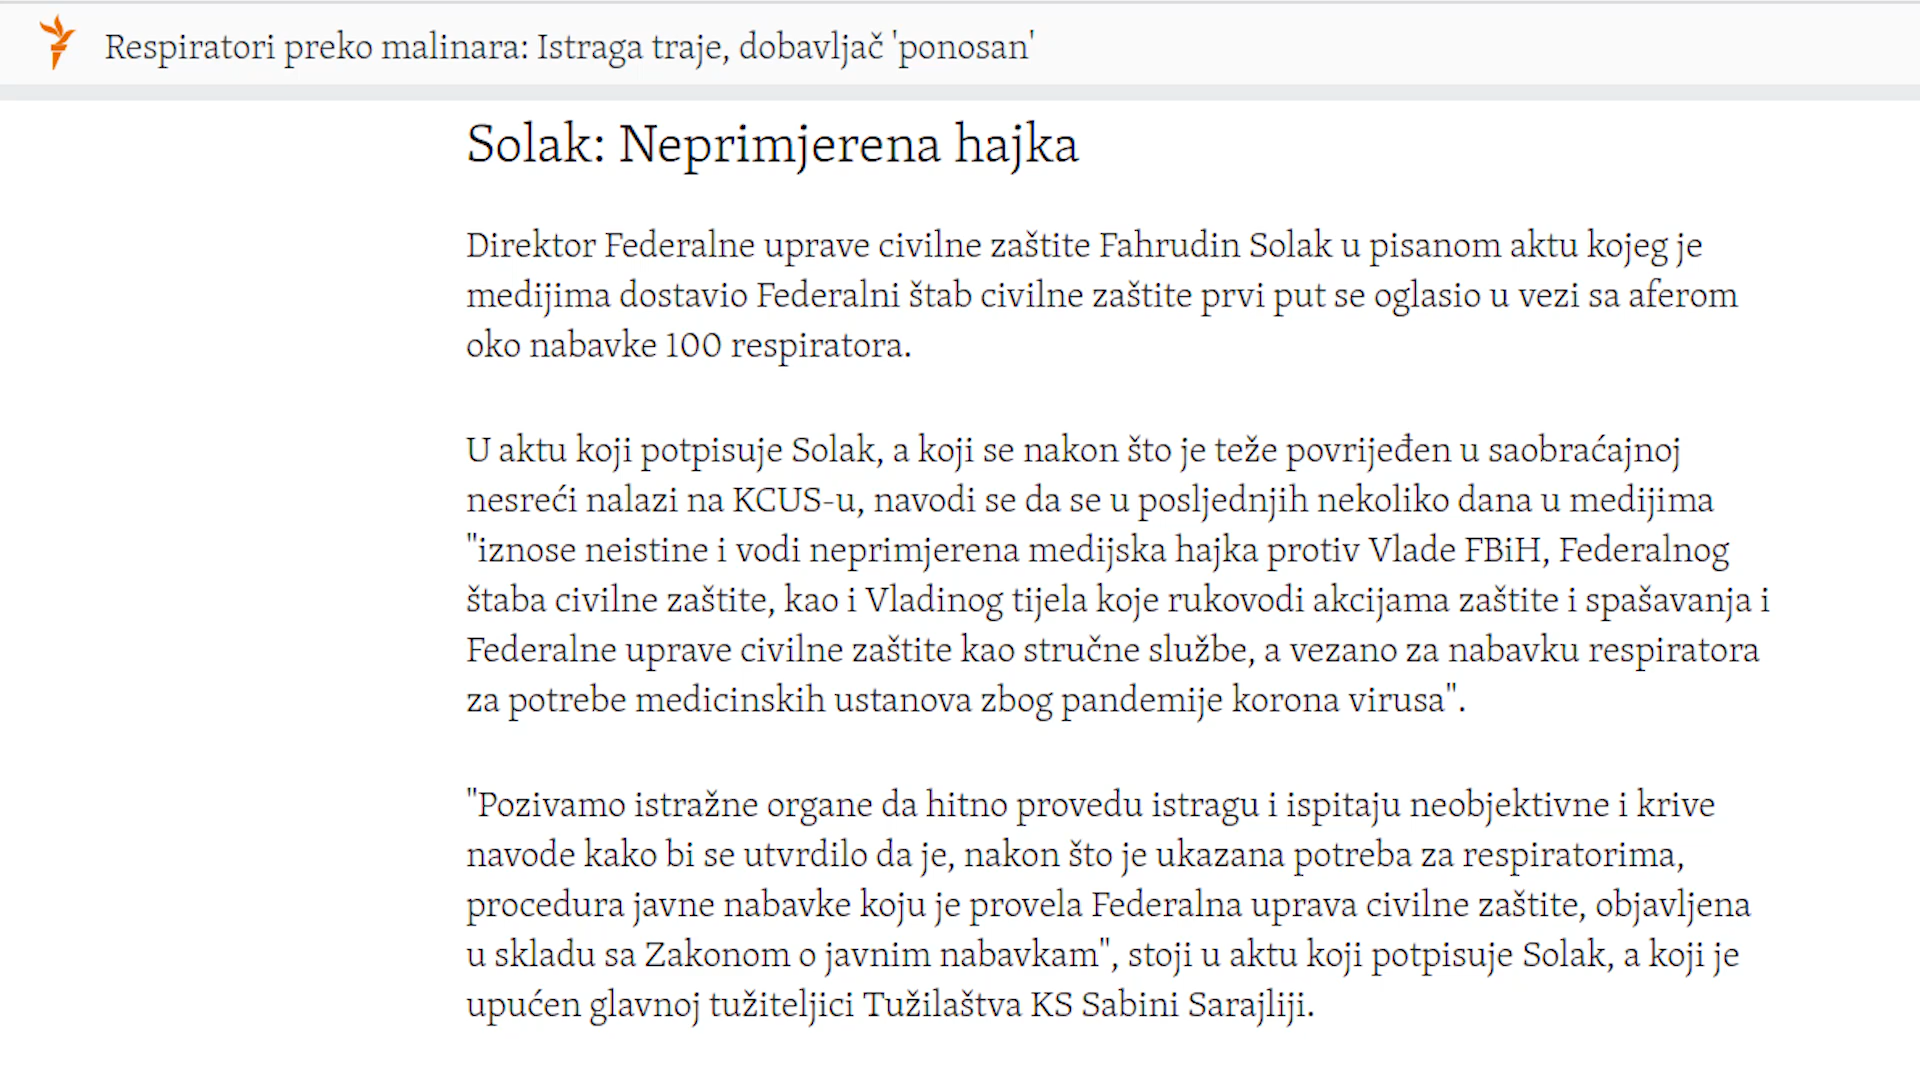 Respiratori preko malinara: Istraga traje, dobavljač 'ponosan'
Solak: Neprimjerena hajka
Direktor Federalne uprave civilne zaštite Fahrudin Solak u pisanom aktu kojeg je
medijima dostavio Federalni štab civilne zaštite prvi put se oglasio u vezi sa aferom
oko nabavke 100 respiratora.
U aktu koji potpisuje Solak, a koji se nakon što je teže povrijeđen u saobraćajnoj
nesreći nalazi na KCUS-u, navodi se da se u posljednjih nekoliko dana u medijima
"iznose neistine i vodi neprimjerena medijska hajka protiv Vlade FBiH, Federalnog
štaba civilne zaštite, kao i Vladinog tijela koje rukovodi akcijama zaštite i spašavanja i
Federalne uprave civilne zaštite kao stručne službe, a vezano za nabavku respiratora
za potrebe medicinskih ustanova zbog pandemije korona virusa".
"Pozivamo istražne organe da hitno provedu istragu i ispitaju neobjektivne i krive
navode kako bi se utvrdilo da je, nakon što je ukazana potreba za respiratorima,
procedura javne nabavke koju je provela Federalna uprava civilne zaštite, objavljena
u skladu sa Zakonom o javnim nabavkam", stoji u aktu koji potpisuje Solak, a koji je
upućen glavnoj tužiteljici Tužilaštva KS Sabini Sarajliji.